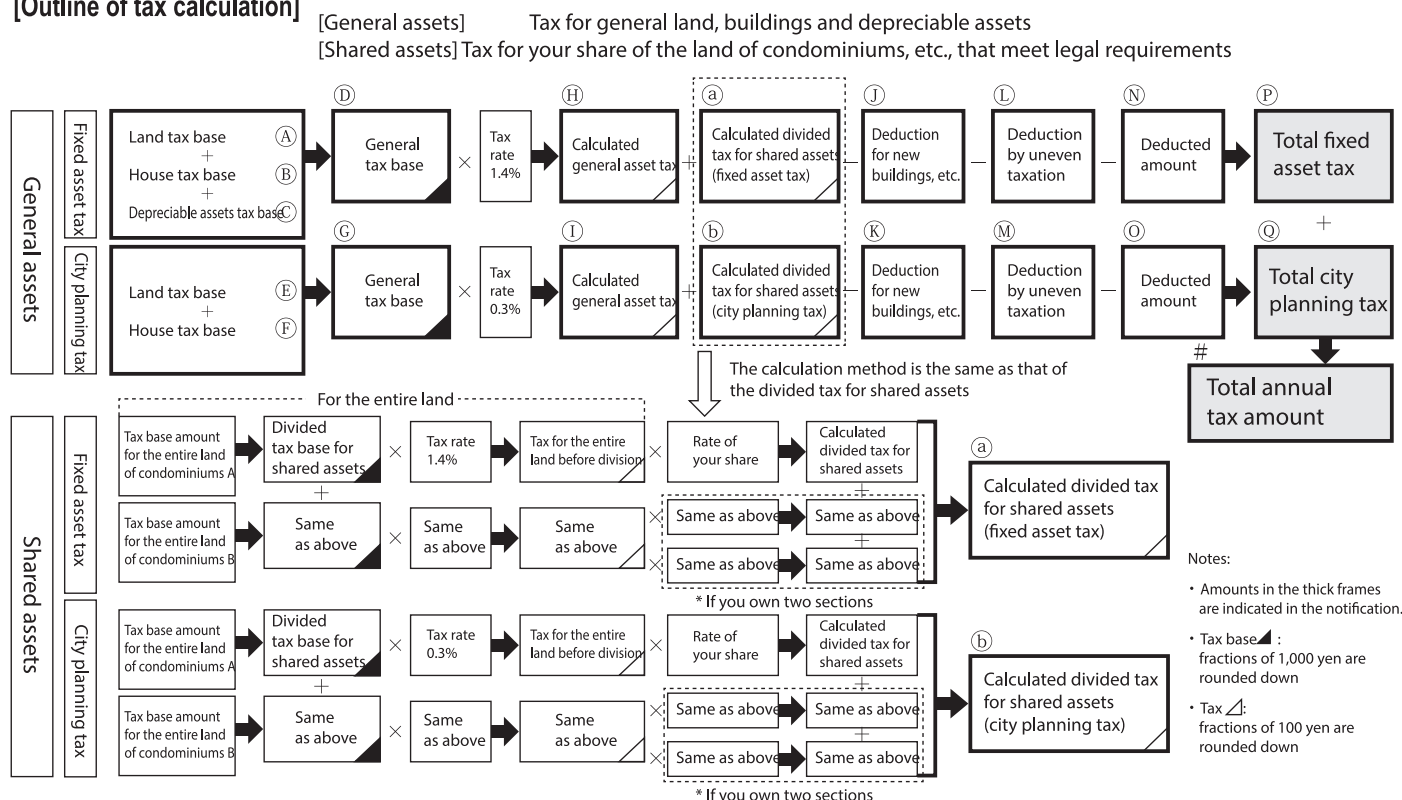 [Outline of tax calculation]
[General assets] Tax for general land, buildings and depreciable assets
[Shared assets] Tax for your share of the land of condominiums, etc., that meet legal requirements
General assets
Fixed asset tax
Land tax base Ⓐ
+
House tax base Ⓑ
+
Depreciable assets tax base Ⓒ
Ⓓ
General
tax base
×
Tax
rate
1.4%
Ⓗ
Calculated
general asset tax
+
ⓐ
Calculated divided
tax for shared assets
(fixed asset tax)
—
Ⓙ
Deduction
for new
buildings, etc.
—
Ⓛ
Deduction
by uneven
taxation
—
Ⓝ
Deducted
amount
Ⓟ
Total fixed
asset tax
+
City planning tax
Land tax base Ⓔ
+
House tax base Ⓕ
Ⓖ
General
tax base
×
Tax
rate
0.3%
Ⓘ
Calculated
general asset tax
+
ⓑ
Calculated divided
tax for shared assets
(city planning tax)
—
Ⓚ
Deduction
for new
buildings, etc.
—
Ⓜ
Deduction
by uneven
taxation
—
Ⓞ
Deducted
amount
Ⓠ
Total city
planning tax
#
Total annual
tax amount
The calculation method is the same as that of
the divided tax for shared assets
Shared assets
Fixed asset tax
For the entire land
Tax base amount
for the entire land
of condominiums A
Divided
tax base for
shared assets
×
Tax rate
1.4%
Tax for the entire
land before division
×
Rate of
your share
Calculated
divided tax for
shared assets
+
+
Tax base amount
for the entire land
of condominiums B
Same
as above
×
Same
as above
Same
as above
×
Same as above
Same as above
+
×
Same as above
Same as above
* If you own two sections
ⓐ
Calculated divided tax
for shared assets
(fixed asset tax)
City planning tax
Tax base amount
for the entire land
of condominiums A
Divided
tax base for
shared assets
×
Tax rate
0.3%
Tax for the entire
land before division
×
Rate of
your share
Calculated
divided tax for
shared assets
+
+
Tax base amount
for the entire land
of condominiums B
Same
as above
×
Same
as above
Same
as above
×
Same as above
Same as above
+
×
Same as above
Same as above
* If you own two sections
ⓑ
Calculated divided tax
for shared assets
(city planning tax)
Notes:
・Amounts in the thick frames
are indicated in the notification.
・Tax base :
fractions of 1,000 yen are
rounded down
・Tax :
fractions of 100 yen are
rounded down